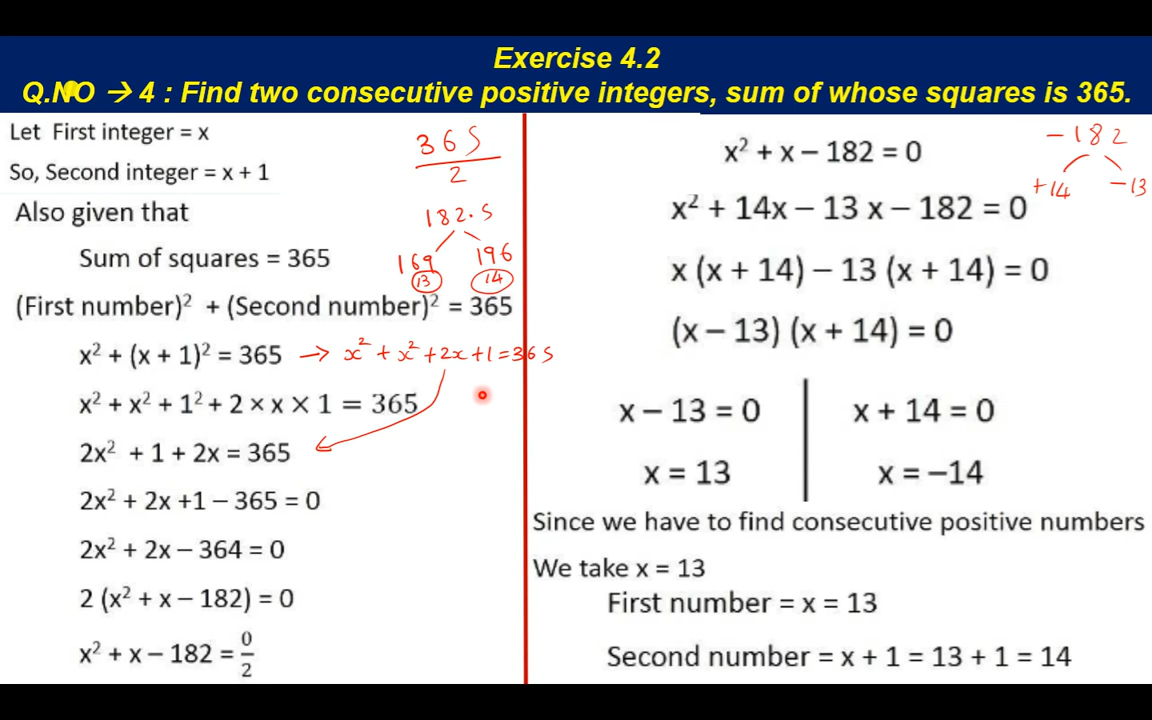 Exercise 4.2
Q.NO → 4 : Find two consecutive positive integers, sum of whose squares is 365.
Let First integer = x
So, Second integer = x + 1
Also given that
Sum of squares = 365
(First number)² + (Second number)² = 365
x² + (x + 1)² = 365 → x² + x² + 2x + 1 = 365
x² + x² + 1² + 2 × x × 1 = 365
2x² + 1 + 2x = 365
2x² + 2x +1 – 365 = 0
2x² + 2x – 364 = 0
2 (x² + x – 182) = 0
x² + x – 182 = 0/2
365
2
182.5
169 196
13 14
x² + x – 182 = 0
x² + 14x – 13 x – 182 = 0
x (x + 14) – 13 (x + 14) = 0
(x – 13) (x + 14) = 0
x – 13 = 0
x = 13
x + 14 = 0
x = –14
Since we have to find consecutive positive numbers
We take x = 13
First number = x = 13
Second number = x + 1 = 13 + 1 = 14
-182
+14 -13